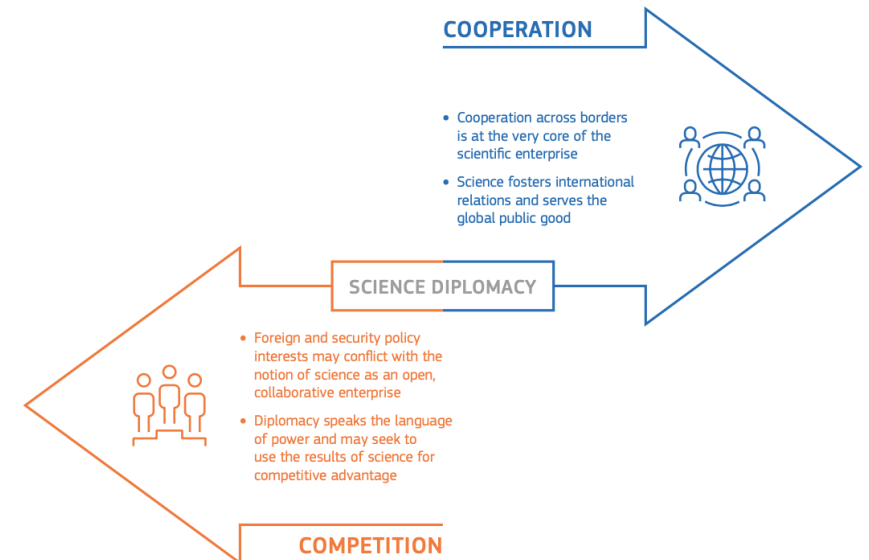 COOPERATION
• Cooperation across borders
is at the very core of the
scientific enterprise
• Science fosters international
relations and serves the
global public good
SCIENCE DIPLOMACY
• Foreign and security policy
interests may conflict with the
notion of science as an open,
collaborative enterprise
• Diplomacy speaks the language
of power and may seek to
use the results of science for
competitive advantage
COMPETITION